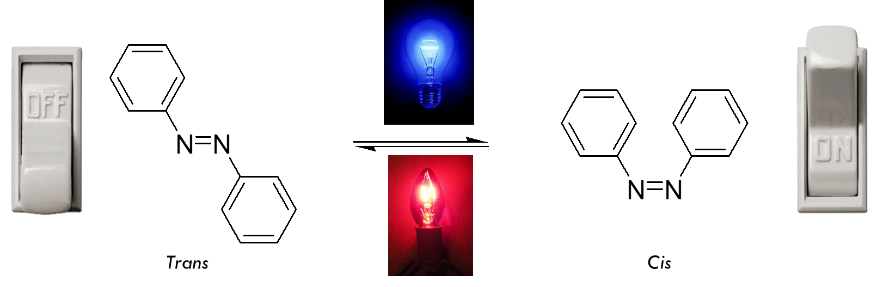 OFF
N=N
N=N
ON
Trans
Cis